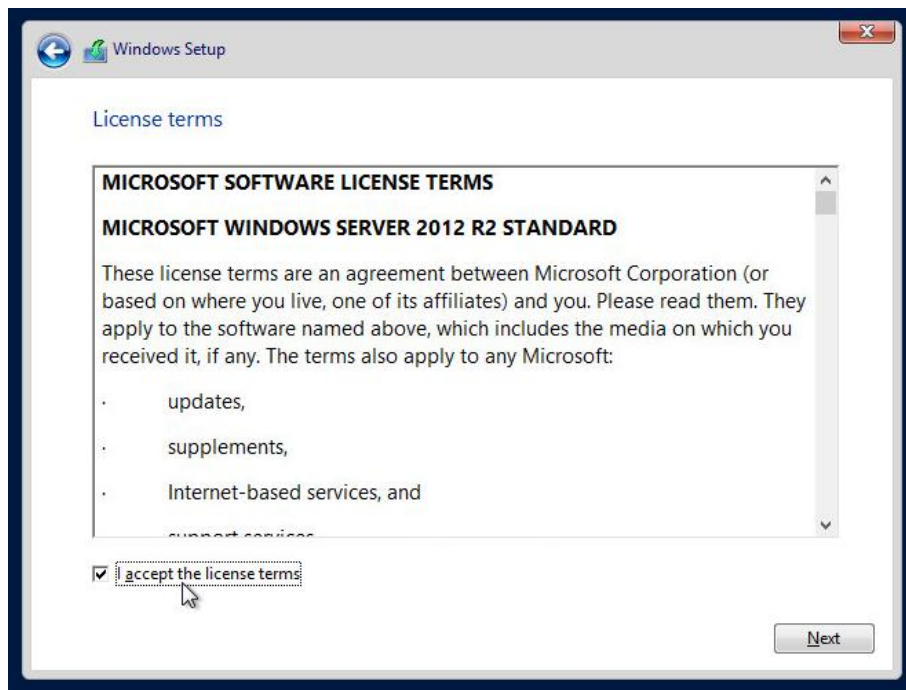 Windows Setup
License terms
MICROSOFT SOFTWARE LICENSE TERMS
MICROSOFT WINDOWS SERVER 2012 R2 STANDARD
These license terms are an agreement between Microsoft Corporation (or
based on where you live, one of its affiliates) and you. Please read them. They
apply to the software named above, which includes the media on which you
received it, if any. The terms also apply to any Microsoft:
· updates,
· supplements,
· Internet-based services, and
support services
I accept the license terms
Next